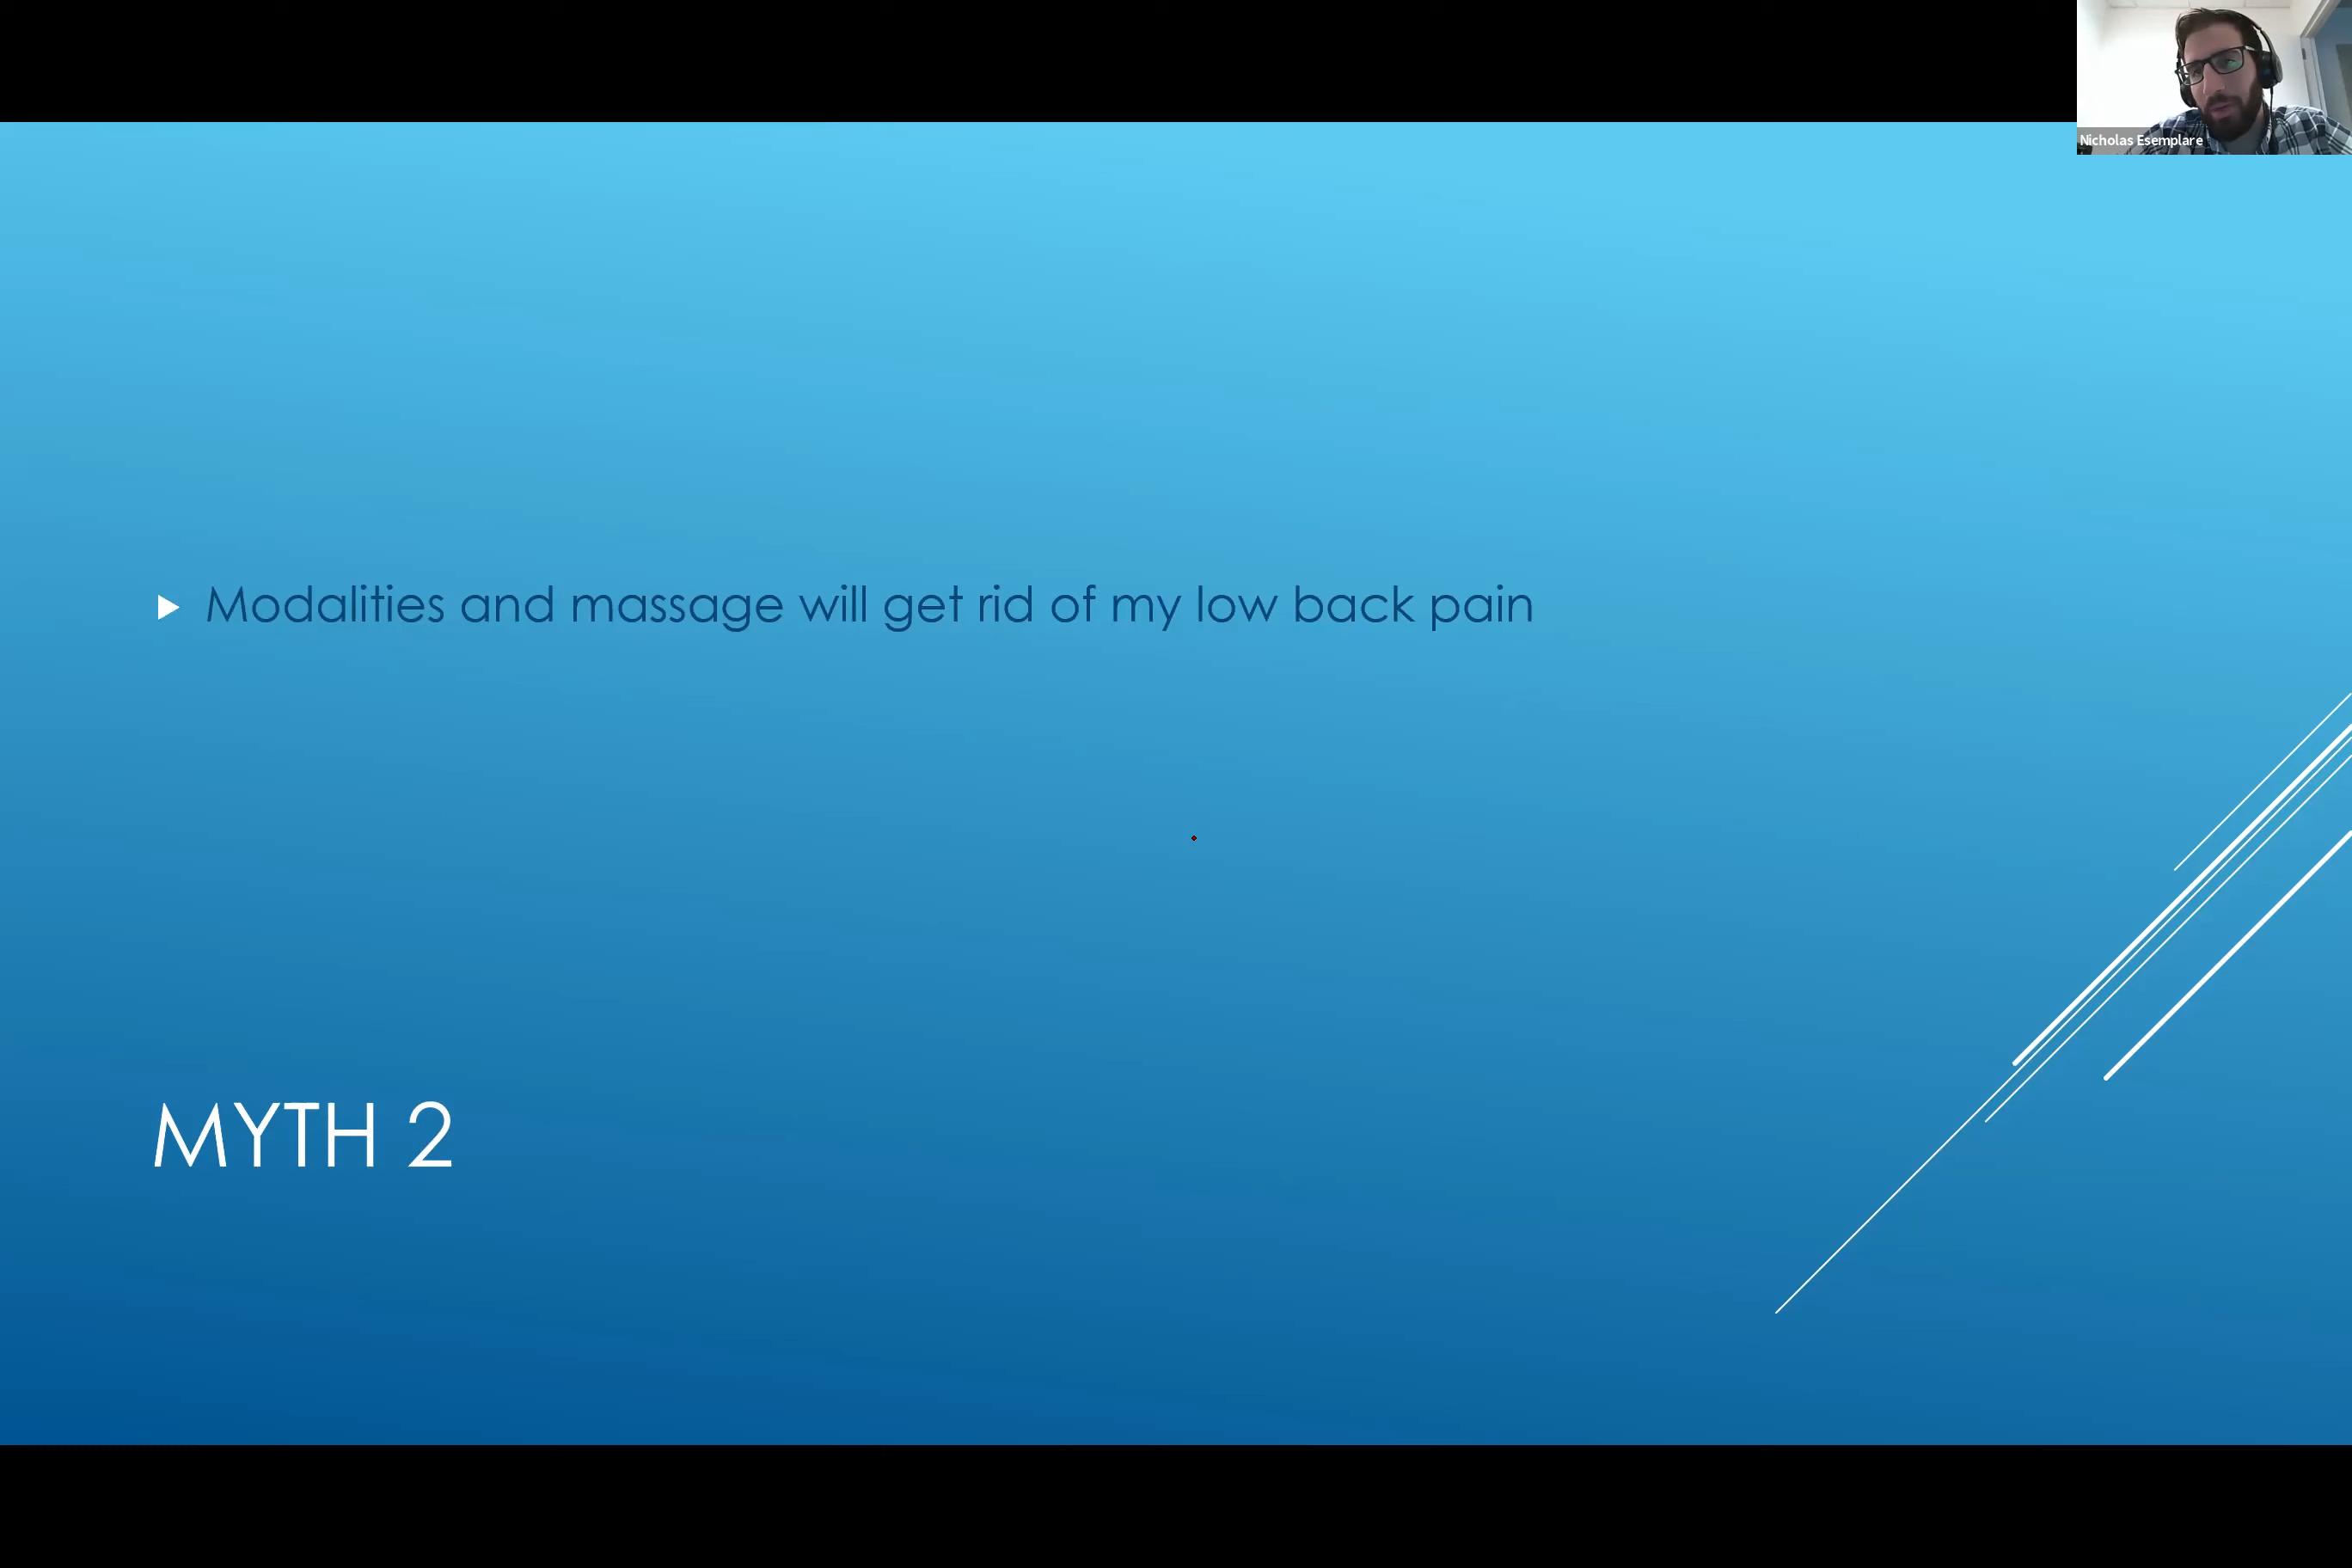 Nicholas Esemplare
Modalities and massage will get rid of my low back pain
MYTH 2